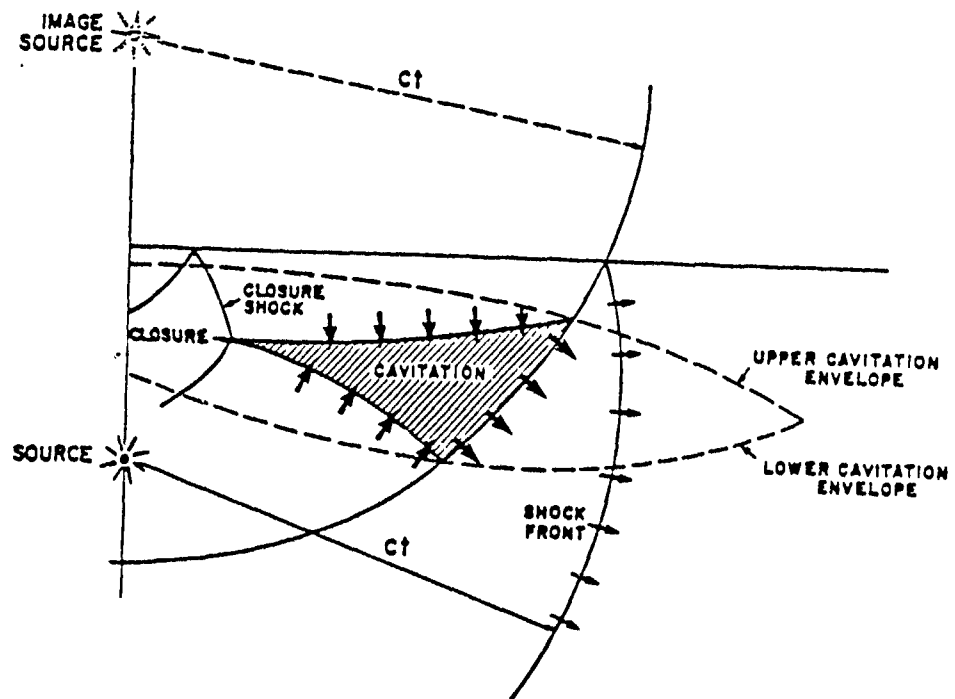 IMAGE
SOURCE
Ct
CLOSURE
SHOCK
CLOSURE
CAVITATION
UPPER CAVITATION
ENVELOPE
SOURCE
LOWER CAVITATION
ENVELOPE
SHOCK
FRONT
Ct